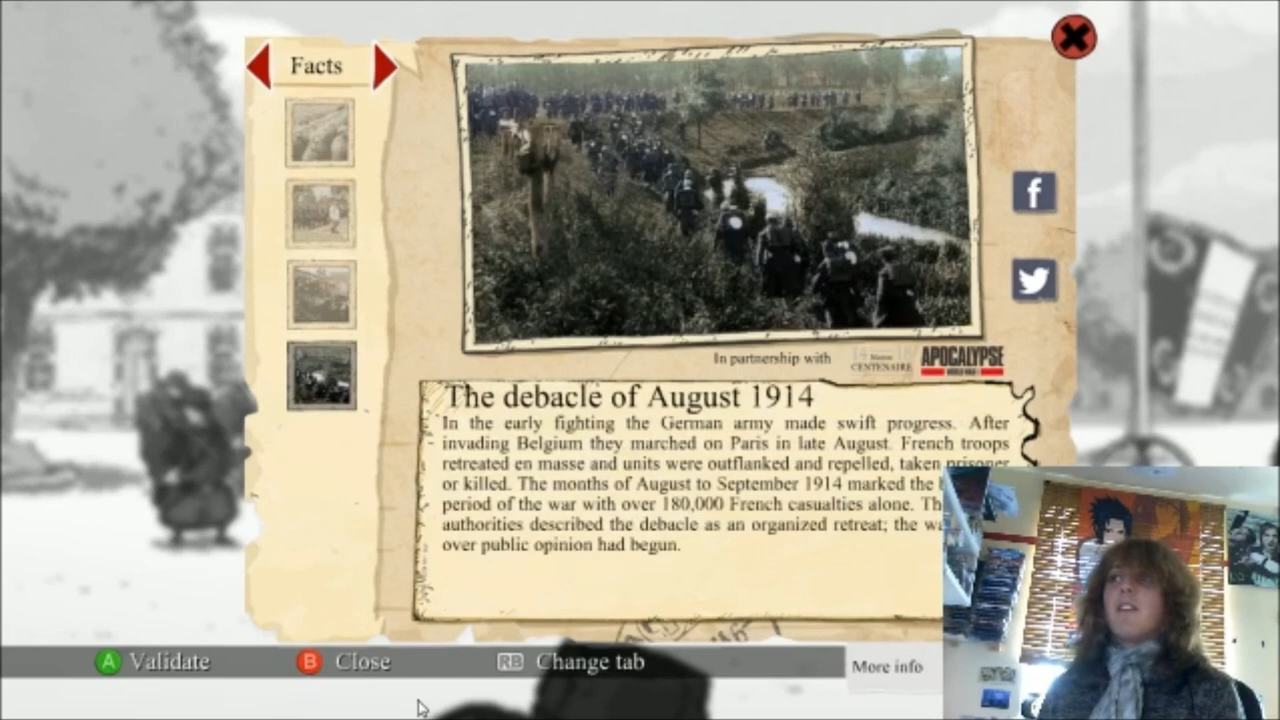 Facts
In partnership with
CENTENAIRE
APOCALYPSE
WORLD WAR I
The debacle of August 1914
In the early fighting the German army made swift progress. After
invading Belgium they marched on Paris in late August. French troops
retreated en masse and units were outflanked and repelled, taken prisoner
or killed. The months of August to September 1914 marked the
period of the war with over 180,000 French casualties alone.
authorities described the debacle as an organized retreat; the
over public opinion had begun.
A Validate
B Close
RB Change tab
More info